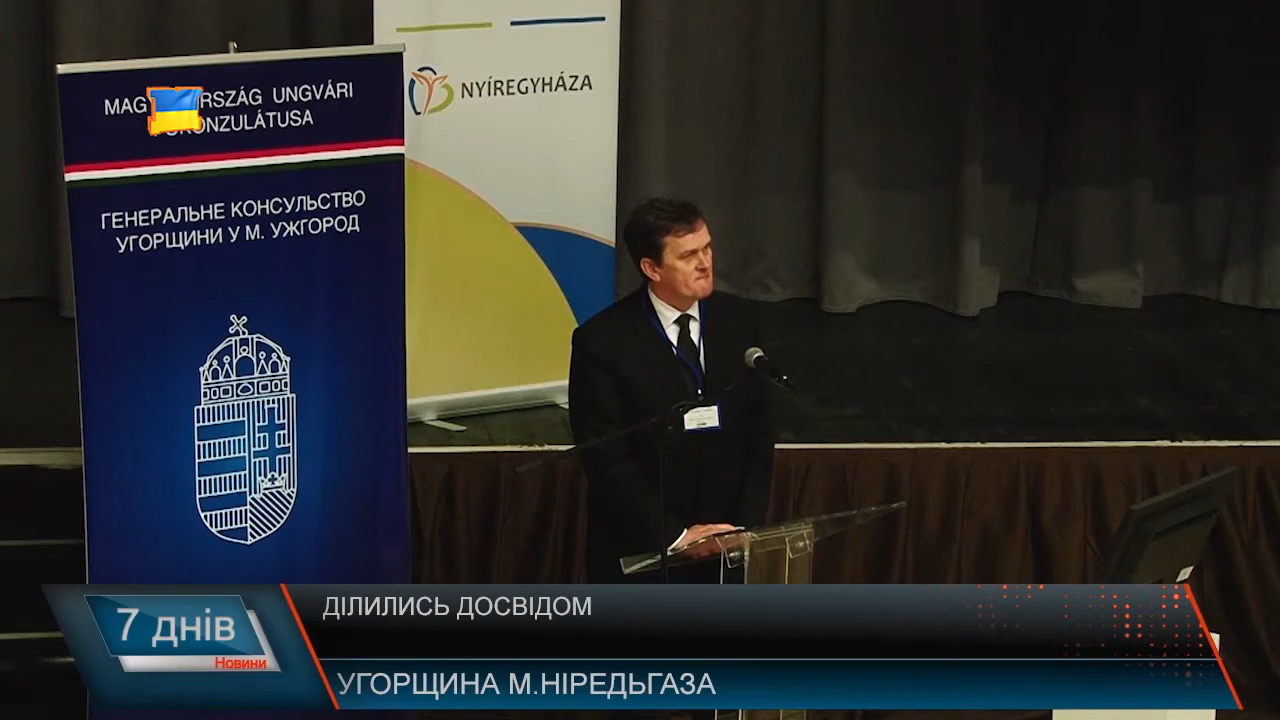 MAG RSZÁG UNGVÁRI
KONZULÁTUSA
ГЕНЕРАЛЬНЕ КОНСУЛЬСТВО
УГОРЩИНИ У М. УЖГОРОД
NYÍREGYHÁZA
ДІЛИЛИСЬ ДОСВІДОМ
7 днів
Новини
УГОРЩИНА М.НІРЕДЬГАЗА